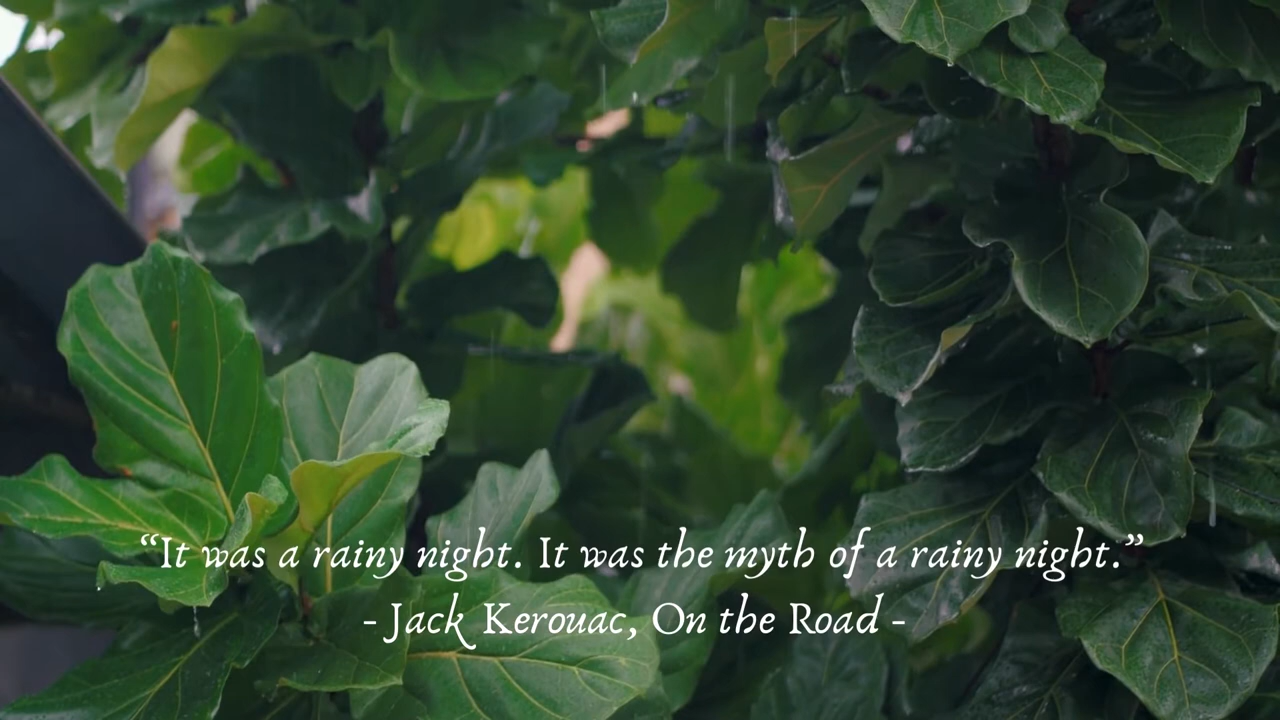 “It was a rainy night. It was the myth of a rainy night.”
- Jack Kerouac, On the Road -